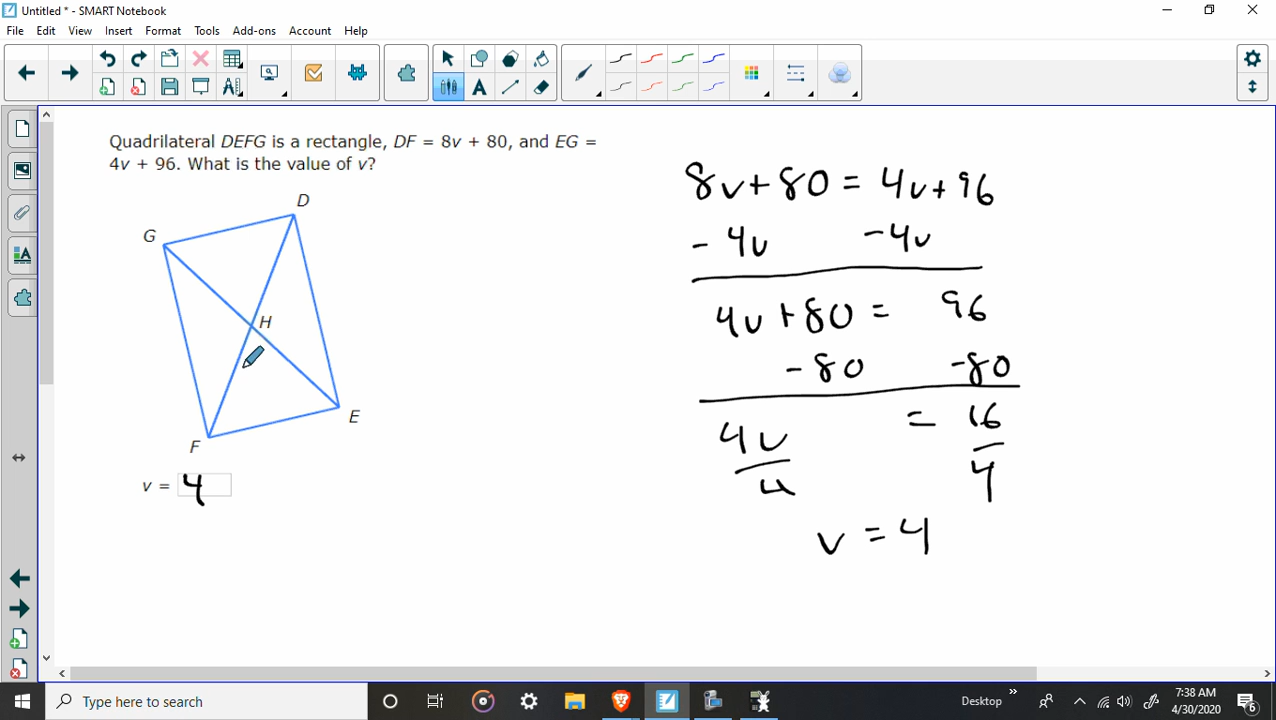 Untitled * - SMART Notebook
File Edit View Insert Format Tools Add-ons Account Help
Quadrilateral DEFG is a rectangle, DF = 8v + 80, and EG =
4v + 96. What is the value of v?
D
G
H
E
F
v = 4
8v+80 = 4v+96
- 4v -4v
4v+80 = 96
-80 -80
4v = 16
4 4
v = 4
Type here to search
Desktop
7:38 AM
4/30/2020
6